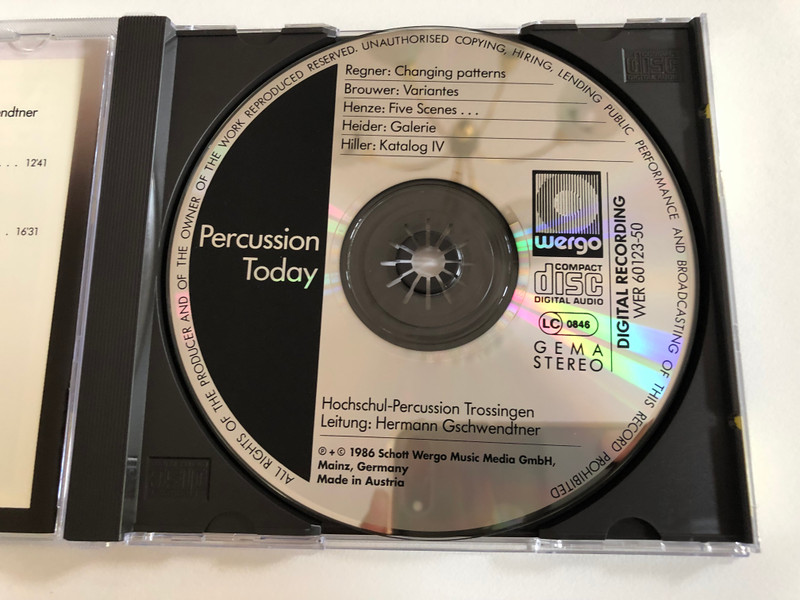 ndtner
. . . 12'41
. 16'31
ALL RIGHTS OF THE PRODUCER AND OF THE OWNER OF THE WORK REPRODUCED RESERVED. UNAUTHORISED COPYING, HIRING, LENDING PUBLIC PERFORMANCE AND BROADCASTING OF THIS RECORD PROHIBITED
Regner: Changing patterns
Brouwer: Variantes
Henze: Five Scenes . . .
Heider: Galerie
Hiller: Katalog IV
Percussion
Today
wergo
COMPACT
disc
DIGITAL AUDIO
LC 0846
GEMA
STEREO
DIGITAL RECORDING
WER 60123-50
Hochschul-Percussion Trossingen
Leitung: Hermann Gschwendtner
℗ + © 1986 Schott Wergo Music Media GmbH,
Mainz, Germany
Made in Austria
disc